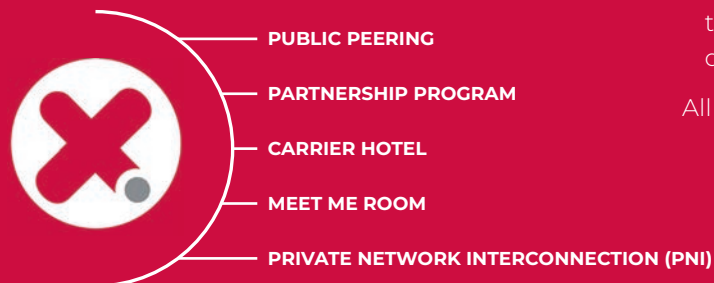 PUBLIC PEERING
PARTNERSHIP PROGRAM
CARRIER HOTEL
MEET ME ROOM
PRIVATE NETWORK INTERCONNECTION (PNI)
All